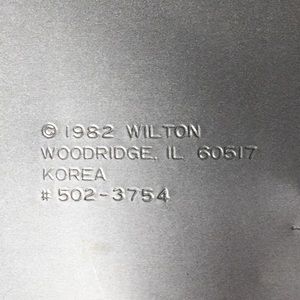 © 1982 WILTON
WOODRIDGE, IL 60517
KOREA
# 502-3754